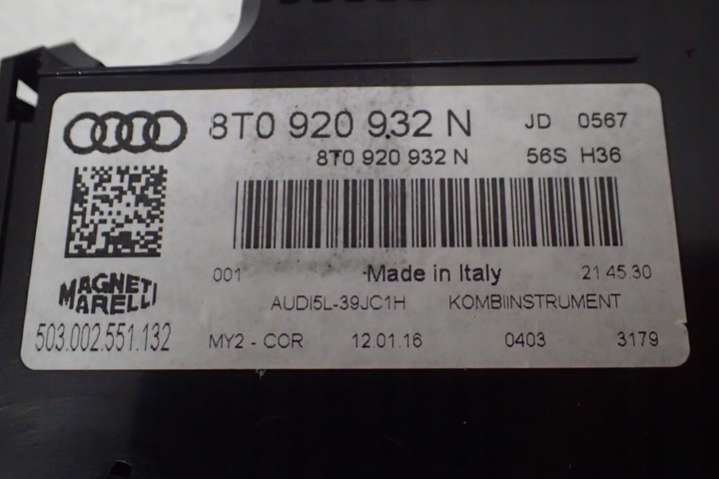 8T0 920 932 N JD 0567
8T0 920 932 N 56S H36
001 Made in Italy 21.45.30
MAGNETI MARELLI
AUDI5L-39JC1H KOMBIINSTRUMENT
503.002.551.132 MY2 - COR 12.01.16 0403 3179